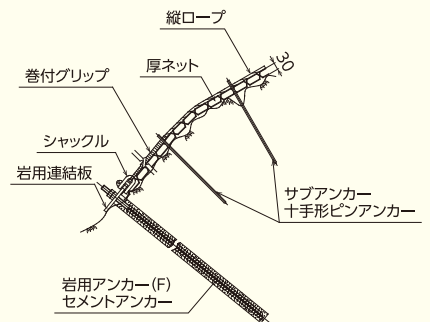 縦ロープ
厚ネット
30
巻付グリップ
シャックル
岩用連結板
サブアンカー
十手形ピンアンカー
岩用アンカー(F)
セメントアンカー